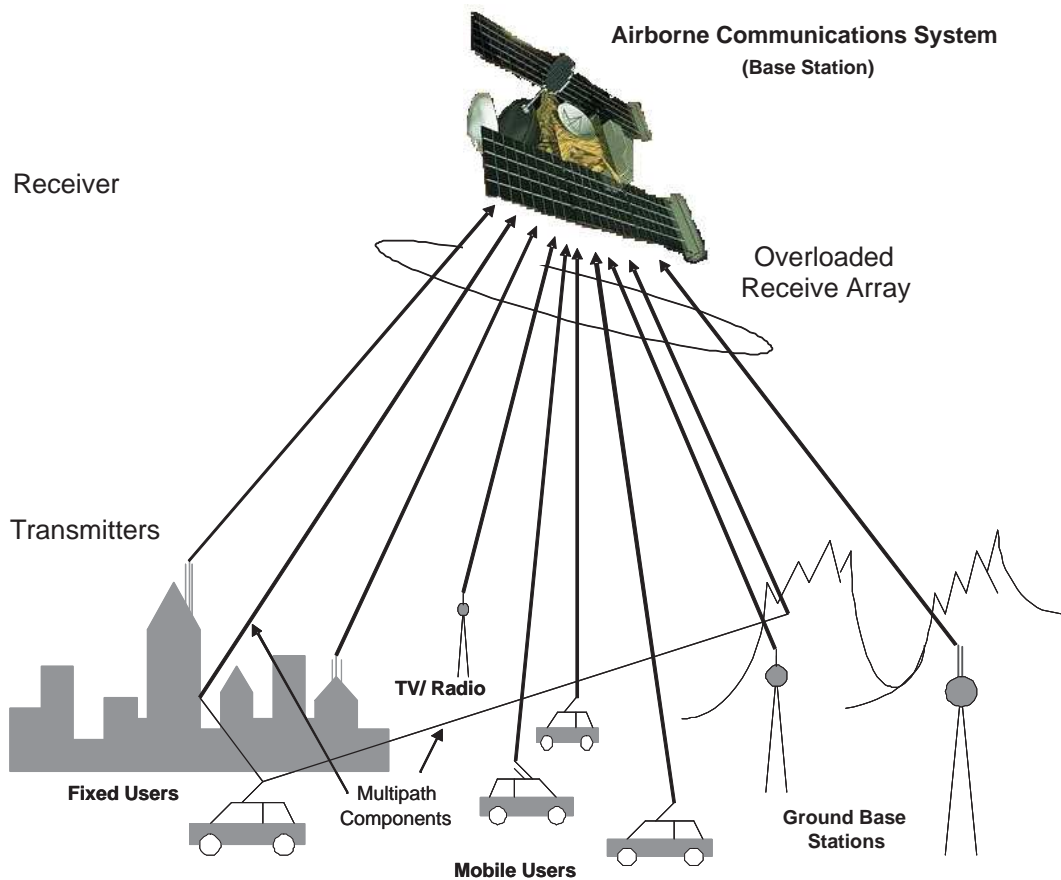 Airborne Communications System
(Base Station)
Receiver
Overloaded
Receive Array
Transmitters
TV/ Radio
Fixed Users
Multipath
Components
Mobile Users
Ground Base
Stations